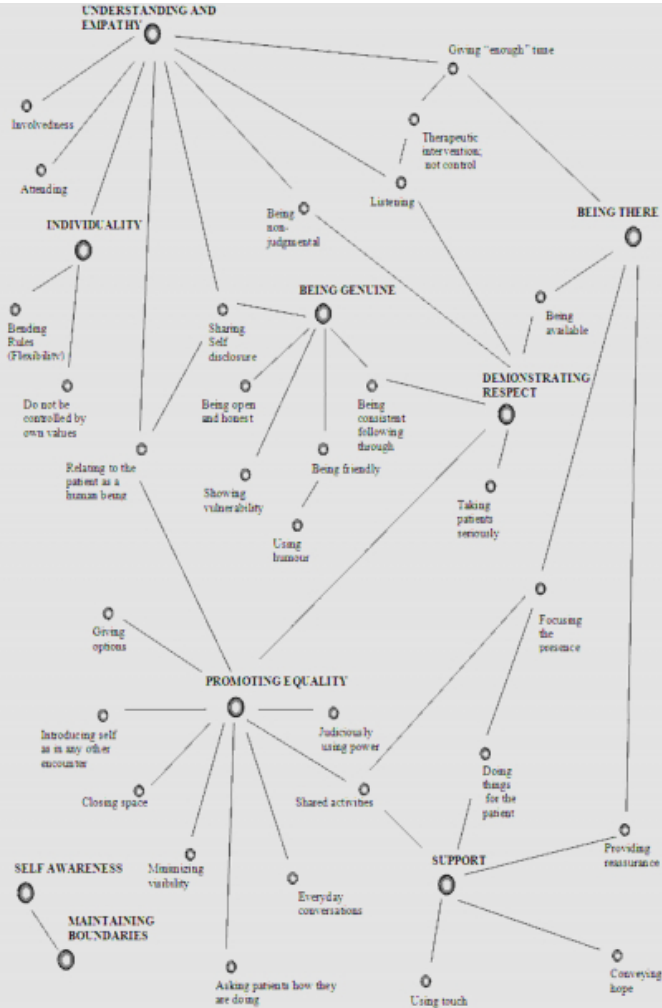 UNDERSTANDING AND
EMPATHY
Giving "enough" time
Involvedness
Therapeutic
intervention;
not control
Attending
Listening
Being
non-
judgmental
BEING THERE
INDIVIDUALITY
BEING GENUINE
Bending
Rules
(Flexibility)
Sharing
Self
disclosure
Being
available
DEMONSTRATING
RESPECT
Do not be
controlled by
own values
Being open
and honest
Being
consistent
following
through
Relating to the
patient as a
human being
Being friendly
Showing
vulnerability
Taking
patients
seriously
Using
humour
Giving
options
Focusing
the
presence
PROMOTING EQUALITY
Introducing self
as in any other
encounter
Judiciously
using power
Closing space
Shared activities
Doing
things
for the
patient
Minimizing
visibility
SUPPORT
Providing
reassurance
SELF AWARENESS
Everyday
conversations
MAINTAINING
BOUNDARIES
Asking patients how they
are doing
Using touch
Conveying
hope